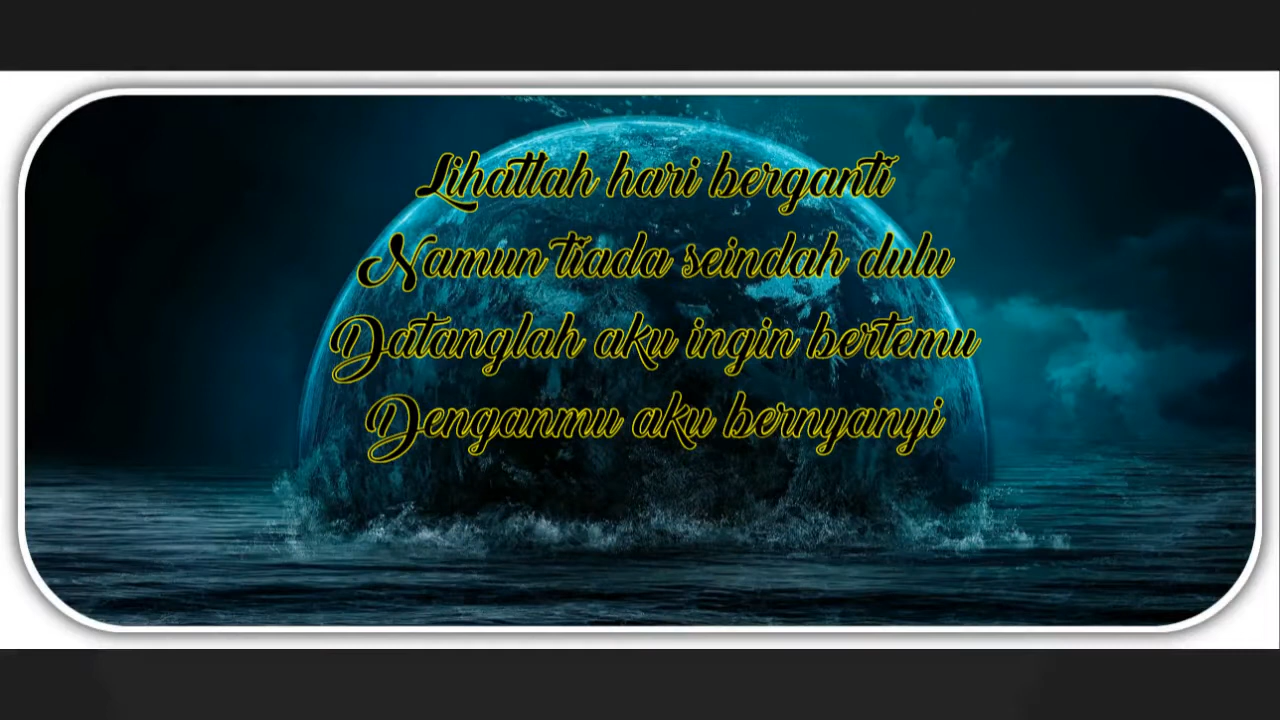 Lihatlah hari berganti
Namun tiada seindah dulu
Datanglah aku ingin bertemu
Denganmu aku bernyanyi